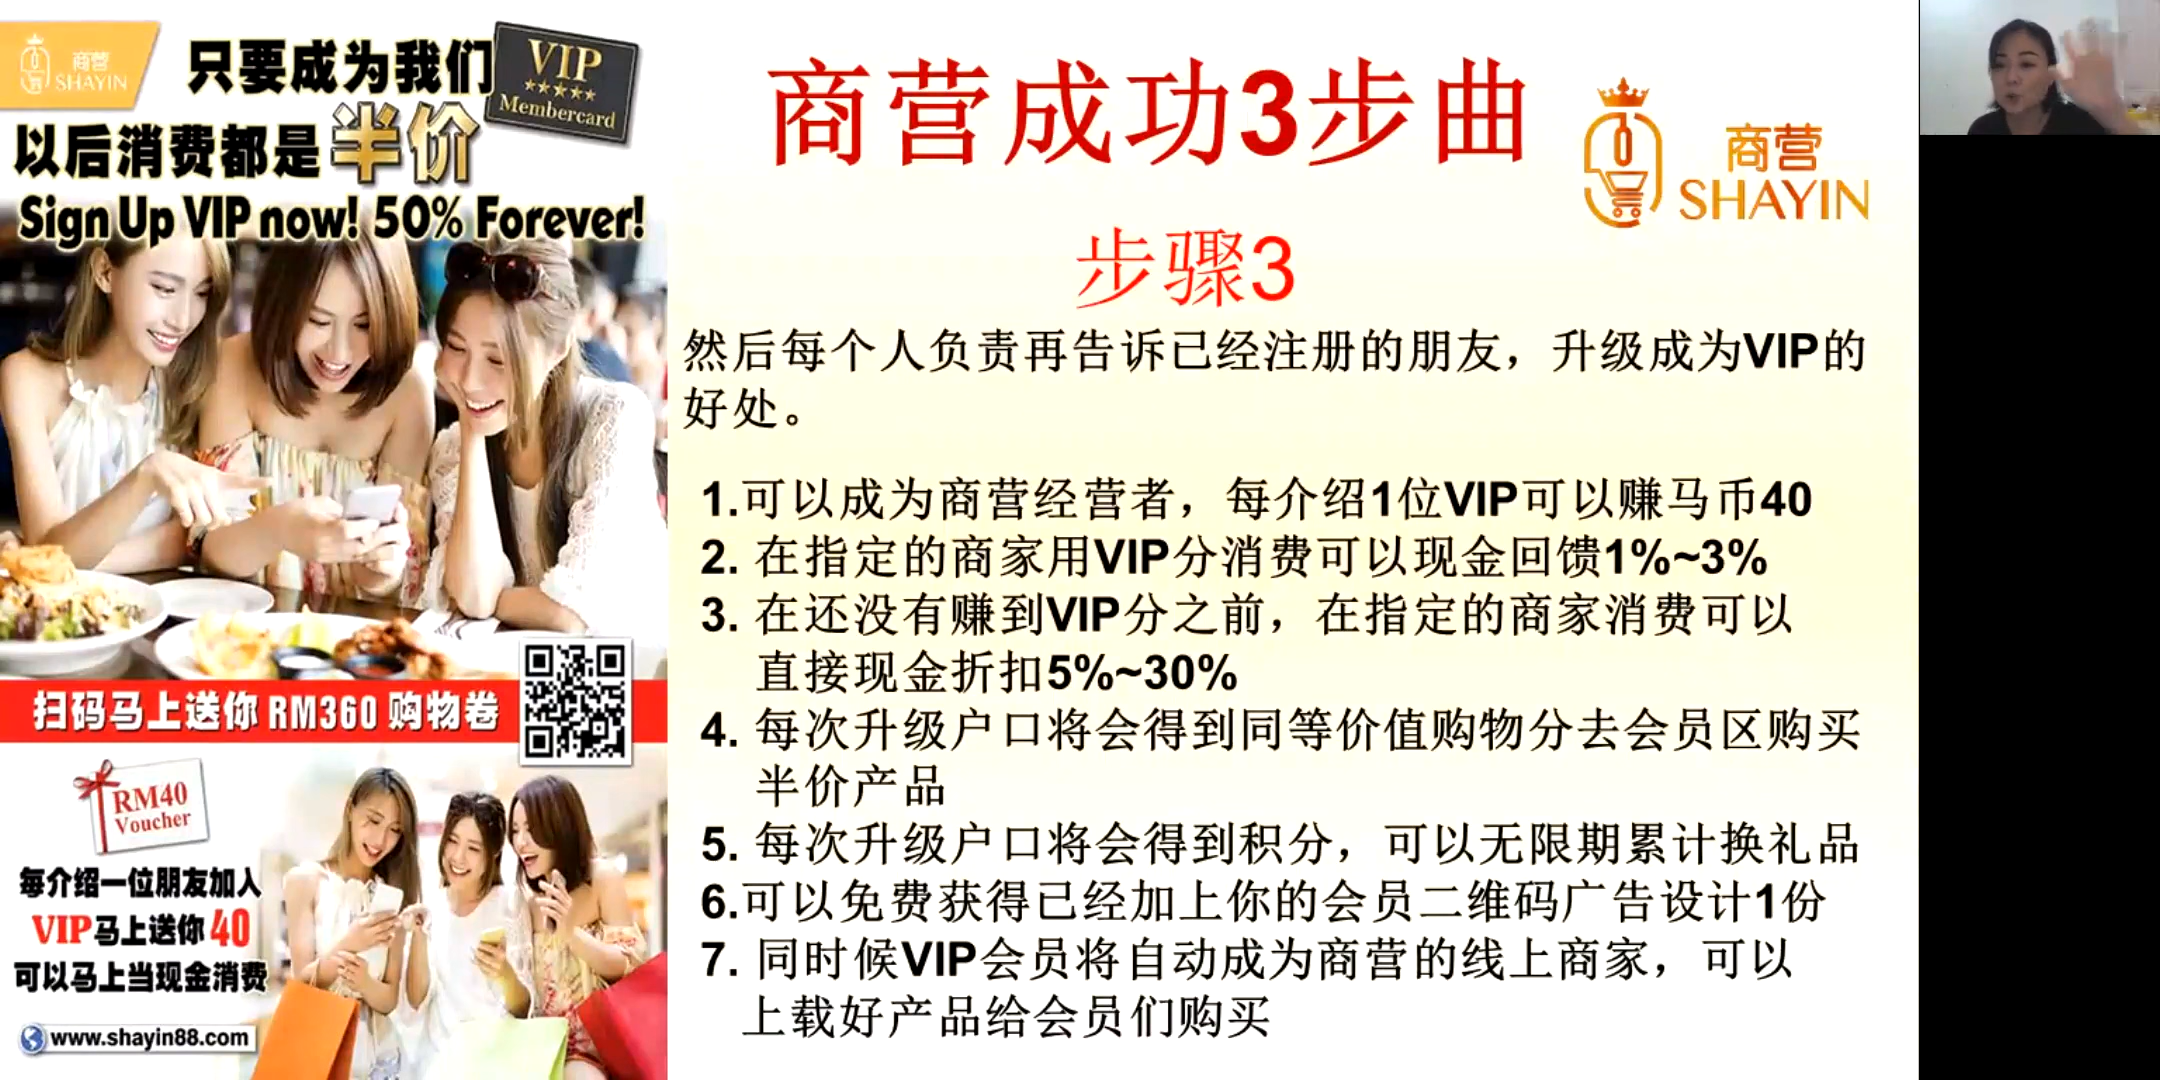 商营
SHAYIN
只要成为我们
VIP
★★★★★
Membercard
以后消费都是半价
Sign Up VIP now! 50% Forever!
扫码马上送你 RM360 购物卷
RM40
Voucher
每介绍一位朋友加入
VIP马上送你40
可以马上当现金消费
www.shayin88.com
商营成功3步曲
商营
SHAYIN
步骤3
然后每个人负责再告诉已经注册的朋友，升级成为VIP的
好处。
1.可以成为商营经营者，每介绍1位VIP可以赚马币40
2. 在指定的商家用VIP分消费可以现金回馈1%~3%
3. 在还没有赚到VIP分之前，在指定的商家消费可以
直接现金折扣5%~30%
4. 每次升级户口将会得到同等价值购物分去会员区购买
半价产品
5. 每次升级户口将会得到积分，可以无限期累计换礼品
6.可以免费获得已经加上你的会员二维码广告设计1份
7. 同时候VIP会员将自动成为商营的线上商家，可以
上载好产品给会员们购买